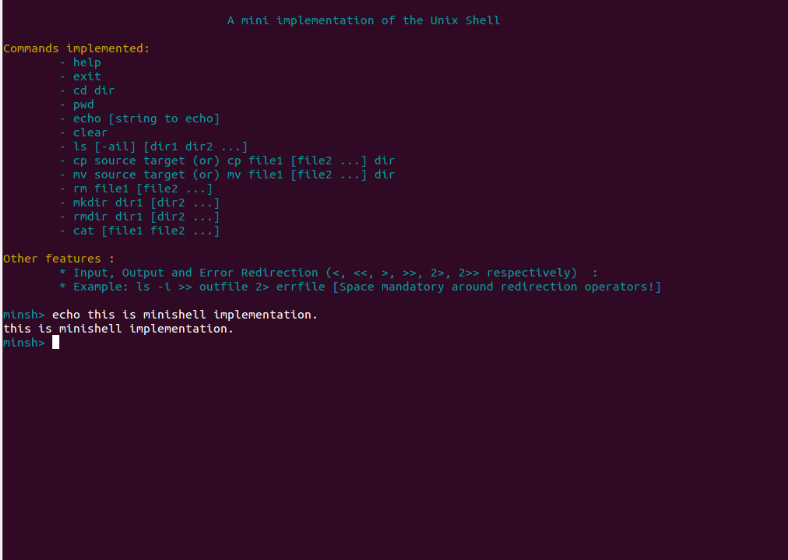 A mini implementation of the Unix Shell
Commands implemented:
- help
- exit
- cd dir
- pwd
- echo [string to echo]
- clear
- ls [-ail] [dir1 dir2 ...]
- cp source target (or) cp file1 [file2 ...] dir
- mv source target (or) mv file1 [file2 ...] dir
- rm file1 [file2 ...]
- mkdir dir1 [dir2 ...]
- rmdir dir1 [dir2 ...]
- cat [file1 file2 ...]
Other features :
* Input, Output and Error Redirection (<, <<, >, >>, 2>, 2>> respectively)  :
* Example: ls -i >> outfile 2> errfile [Space mandatory around redirection operators!]
minsh> echo this is minishell implementation.
this is minishell implementation.
minsh>